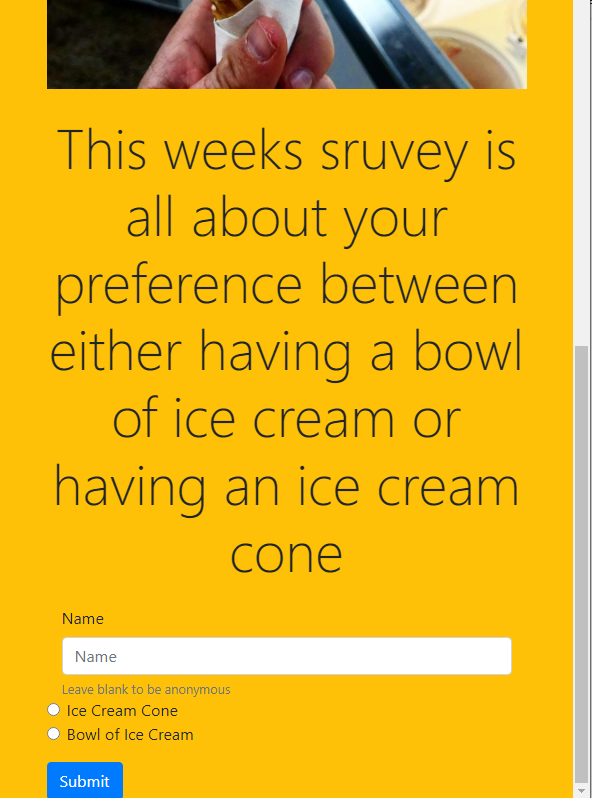 This weeks sruvey is
all about your
preference between
either having a bowl
of ice cream or
having an ice cream
cone
Name
Name
Leave blank to be anonymous
Ice Cream Cone
Bowl of Ice Cream
Submit